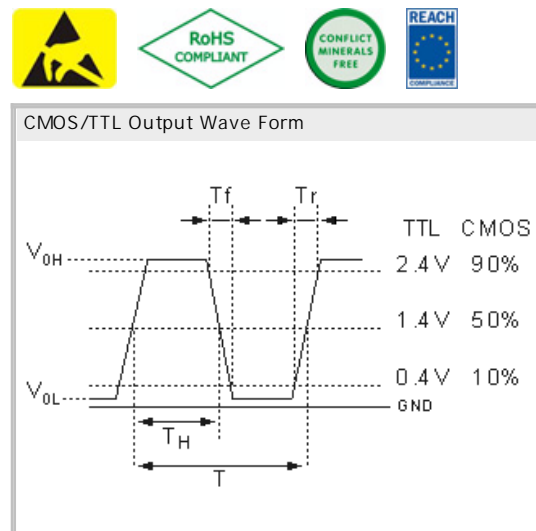 RoHS
COMPLIANT
CONFLICT
MINERALS
FREE
REACH
COMPLIANCE
CMOS/TTL Output Wave Form
Tf Tr
TTL CMOS
V0H 2.4V 90%
1.4V 50%
0.4V 10%
V0L GND
TH
T